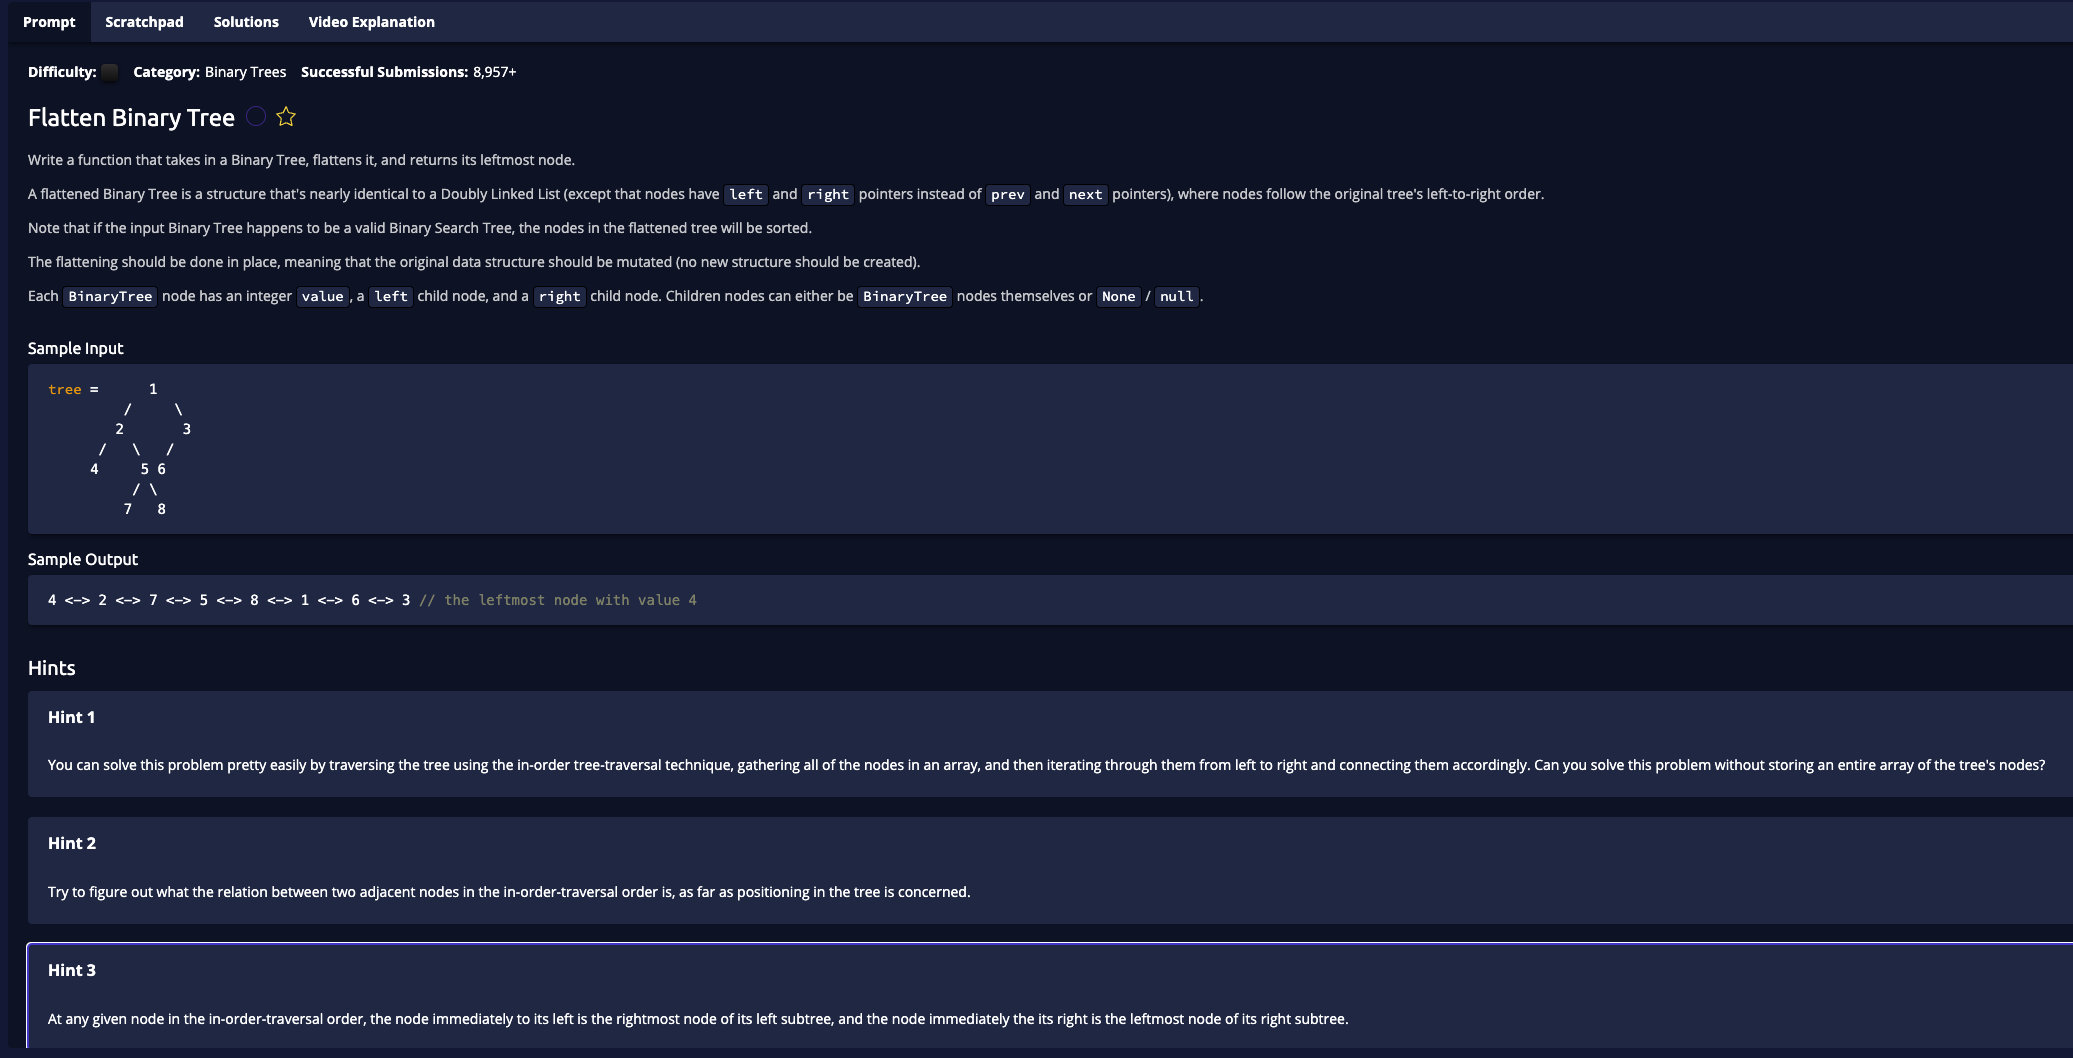 Prompt Scratchpad Solutions Video Explanation
Difficulty: Category: Binary Trees Successful Submissions: 8,957+
Flatten Binary Tree
Write a function that takes in a Binary Tree, flattens it, and returns its leftmost node.
A flattened Binary Tree is a structure that's nearly identical to a Doubly Linked List (except that nodes have left and right pointers instead of prev and next pointers), where nodes follow the original tree's left-to-right order.
Note that if the input Binary Tree happens to be a valid Binary Search Tree, the nodes in the flattened tree will be sorted.
The flattening should be done in place, meaning that the original data structure should be mutated (no new structure should be created).
Each BinaryTree node has an integer value, a left child node, and a right child node. Children nodes can either be BinaryTree nodes themselves or None / null.
Sample Input
tree =      1
         /     \
        2       3
      /   \   /
     4     5 6
          / \
         7   8
Sample Output
4 <-> 2 <-> 7 <-> 5 <-> 8 <-> 1 <-> 6 <-> 3 // the leftmost node with value 4
Hints
Hint 1
You can solve this problem pretty easily by traversing the tree using the in-order tree-traversal technique, gathering all of the nodes in an array, and then iterating through them from left to right and connecting them accordingly. Can you solve this problem without storing an entire array of the tree's nodes?
Hint 2
Try to figure out what the relation between two adjacent nodes in the in-order-traversal order is, as far as positioning in the tree is concerned.
Hint 3
At any given node in the in-order-traversal order, the node immediately to its left is the rightmost node of its left subtree, and the node immediately the its right is the leftmost node of its right subtree.